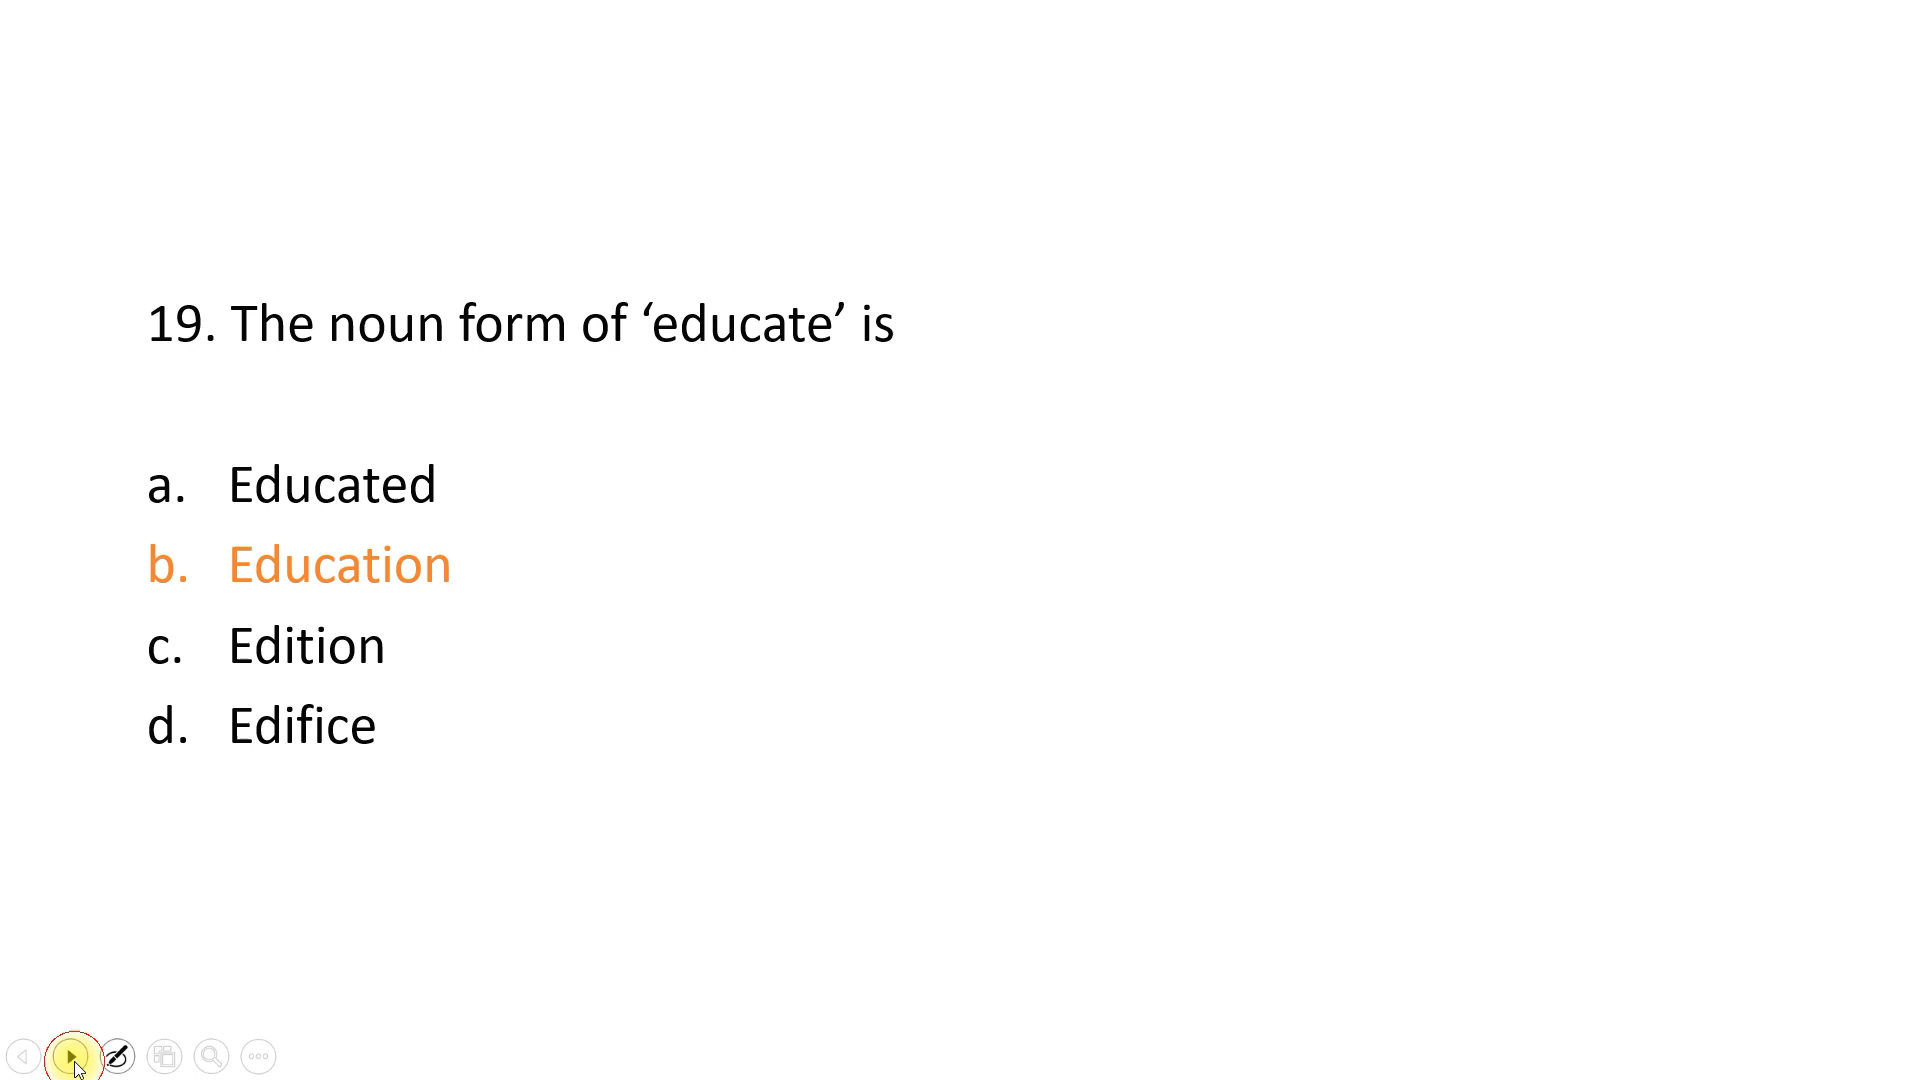 19. The noun form of ‘educate’ is
a. Educated
b. Education
c. Edition
d. Edifice